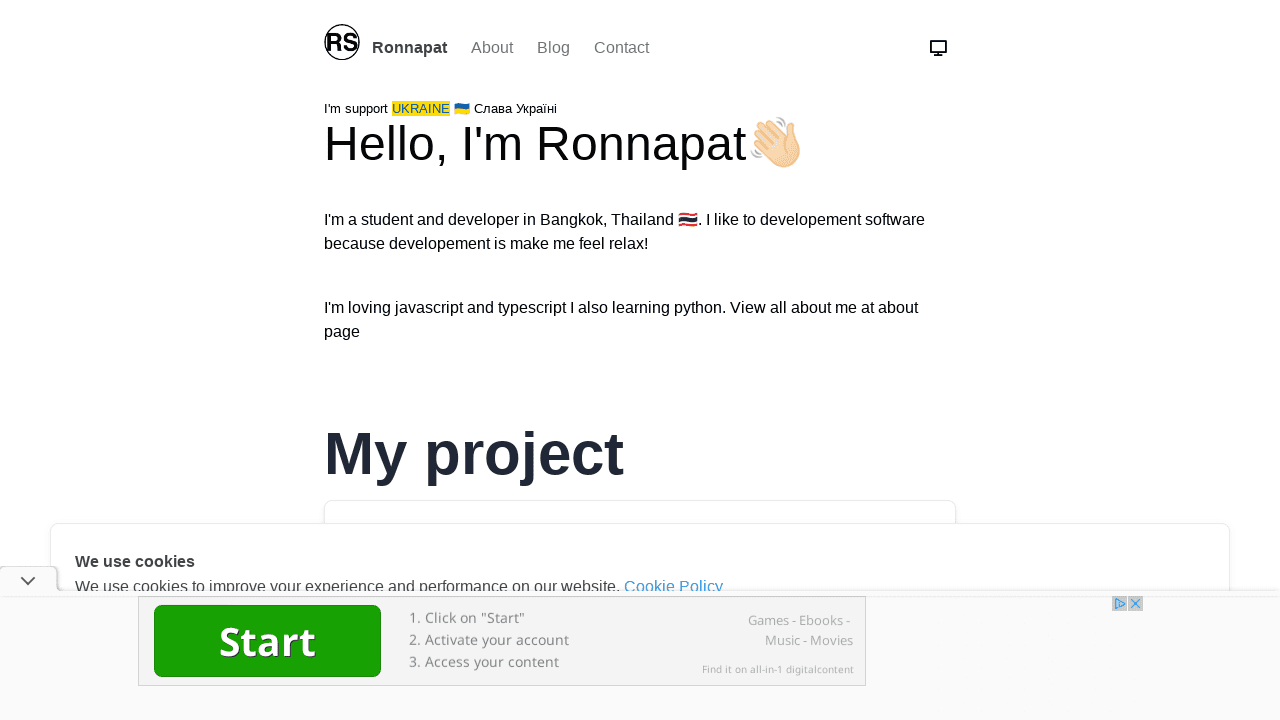 RS Ronnapat About Blog Contact
I'm support UKRAINE 🇺🇦 Слава Україні
Hello, I'm Ronnapat👋🏻
I'm a student and developer in Bangkok, Thailand 🇹🇭. I like to developement software
because developement is make me feel relax!
I'm loving javascript and typescript I also learning python. View all about me at about
page
My project
We use cookies
We use cookies to improve your experience and performance on our website. Cookie Policy
Start
1. Click on "Start"
2. Activate your account
3. Access your content
Games - Ebooks -
Music - Movies
Find it on all-in-1 digitalcontent